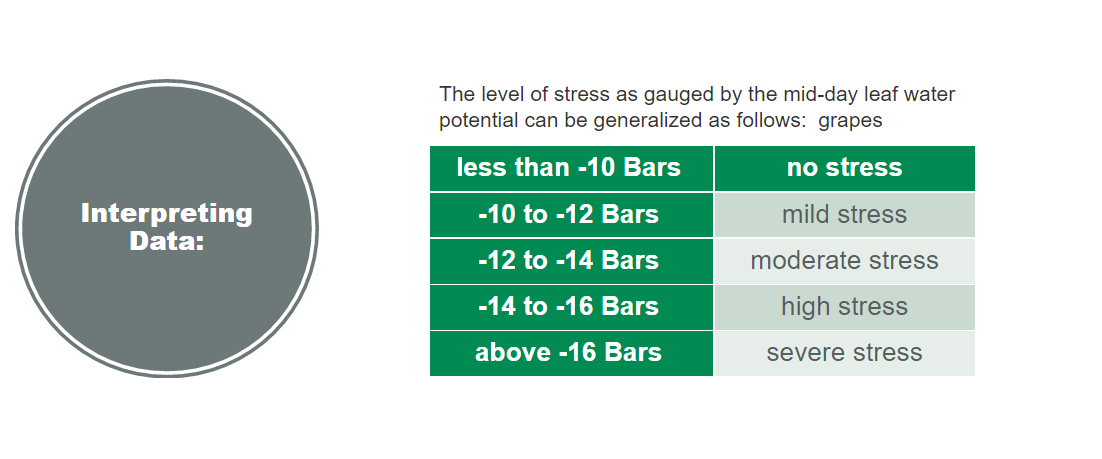 Interpreting
Data:
The level of stress as gauged by the mid-day leaf water
potential can be generalized as follows:  grapes
less than -10 Bars no stress
-10 to -12 Bars mild stress
-12 to -14 Bars moderate stress
-14 to -16 Bars high stress
above -16 Bars severe stress